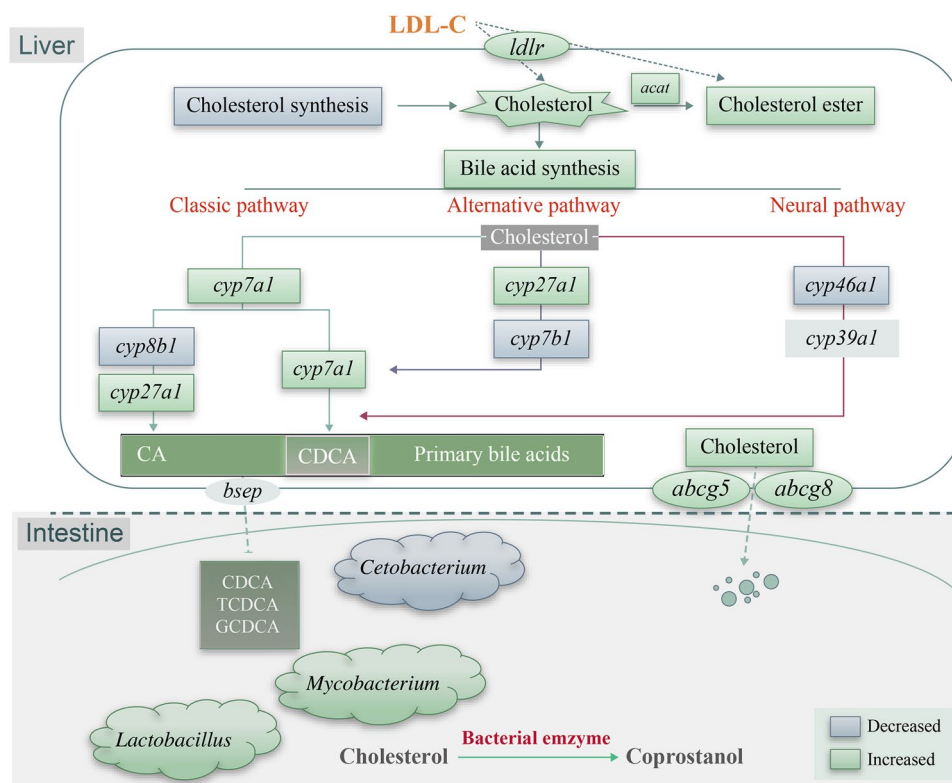 LDL-C
Liver
ldlr
Cholesterol synthesis
Cholesterol
acat
Cholesterol ester
Bile acid synthesis
Classic pathway
Alternative pathway
Neural pathway
Cholesterol
cyp7a1
cyp27a1
cyp46a1
cyp8b1
cyp7b1
cyp39a1
cyp7a1
cyp27a1
CA
CDCA
Primary bile acids
Cholesterol
bsep
abcg5
abcg8
Intestine
Cetobacterium
CDCA
TCDCA
GCDCA
Mycobacterium
Lactobacillus
Cholesterol
Bacterial emzyme
Coprostanol
Decreased
Increased